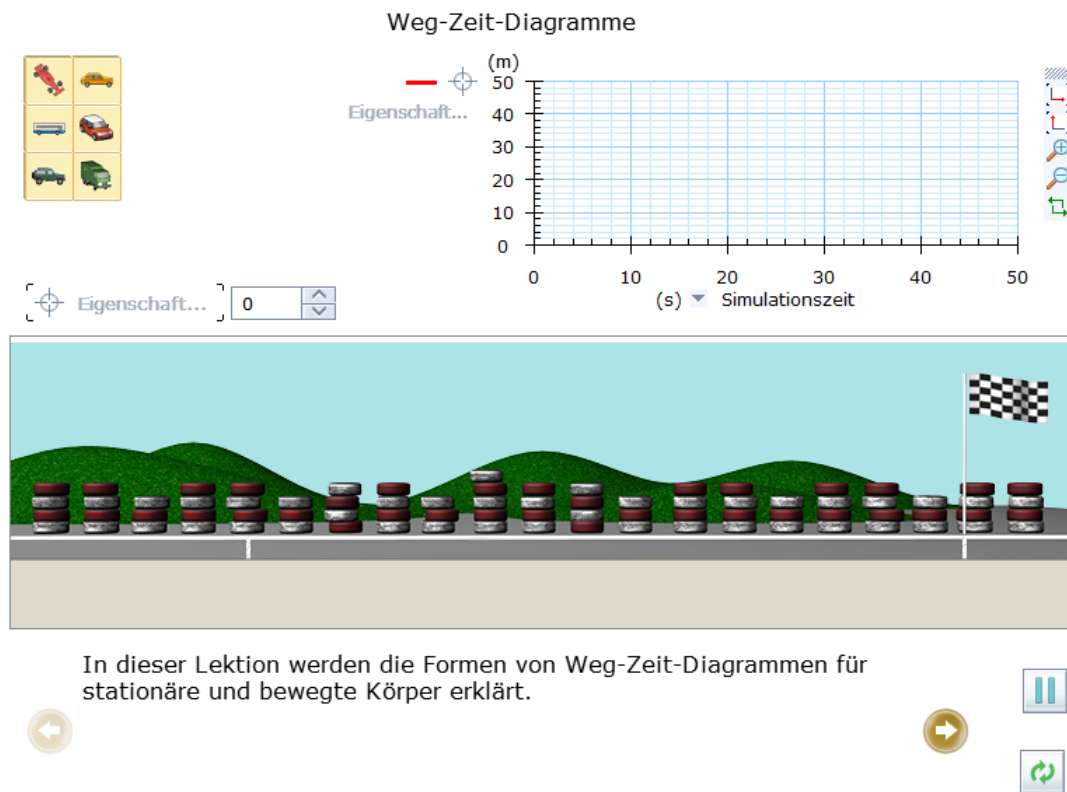 Weg-Zeit-Diagramme
(m)
50
Eigenschaft...
40
30
20
10
0
0 10 20 30 40 50
(s) Simulationszeit
Eigenschaft... 0
In dieser Lektion werden die Formen von Weg-Zeit-Diagrammen für
stationäre und bewegte Körper erklärt.